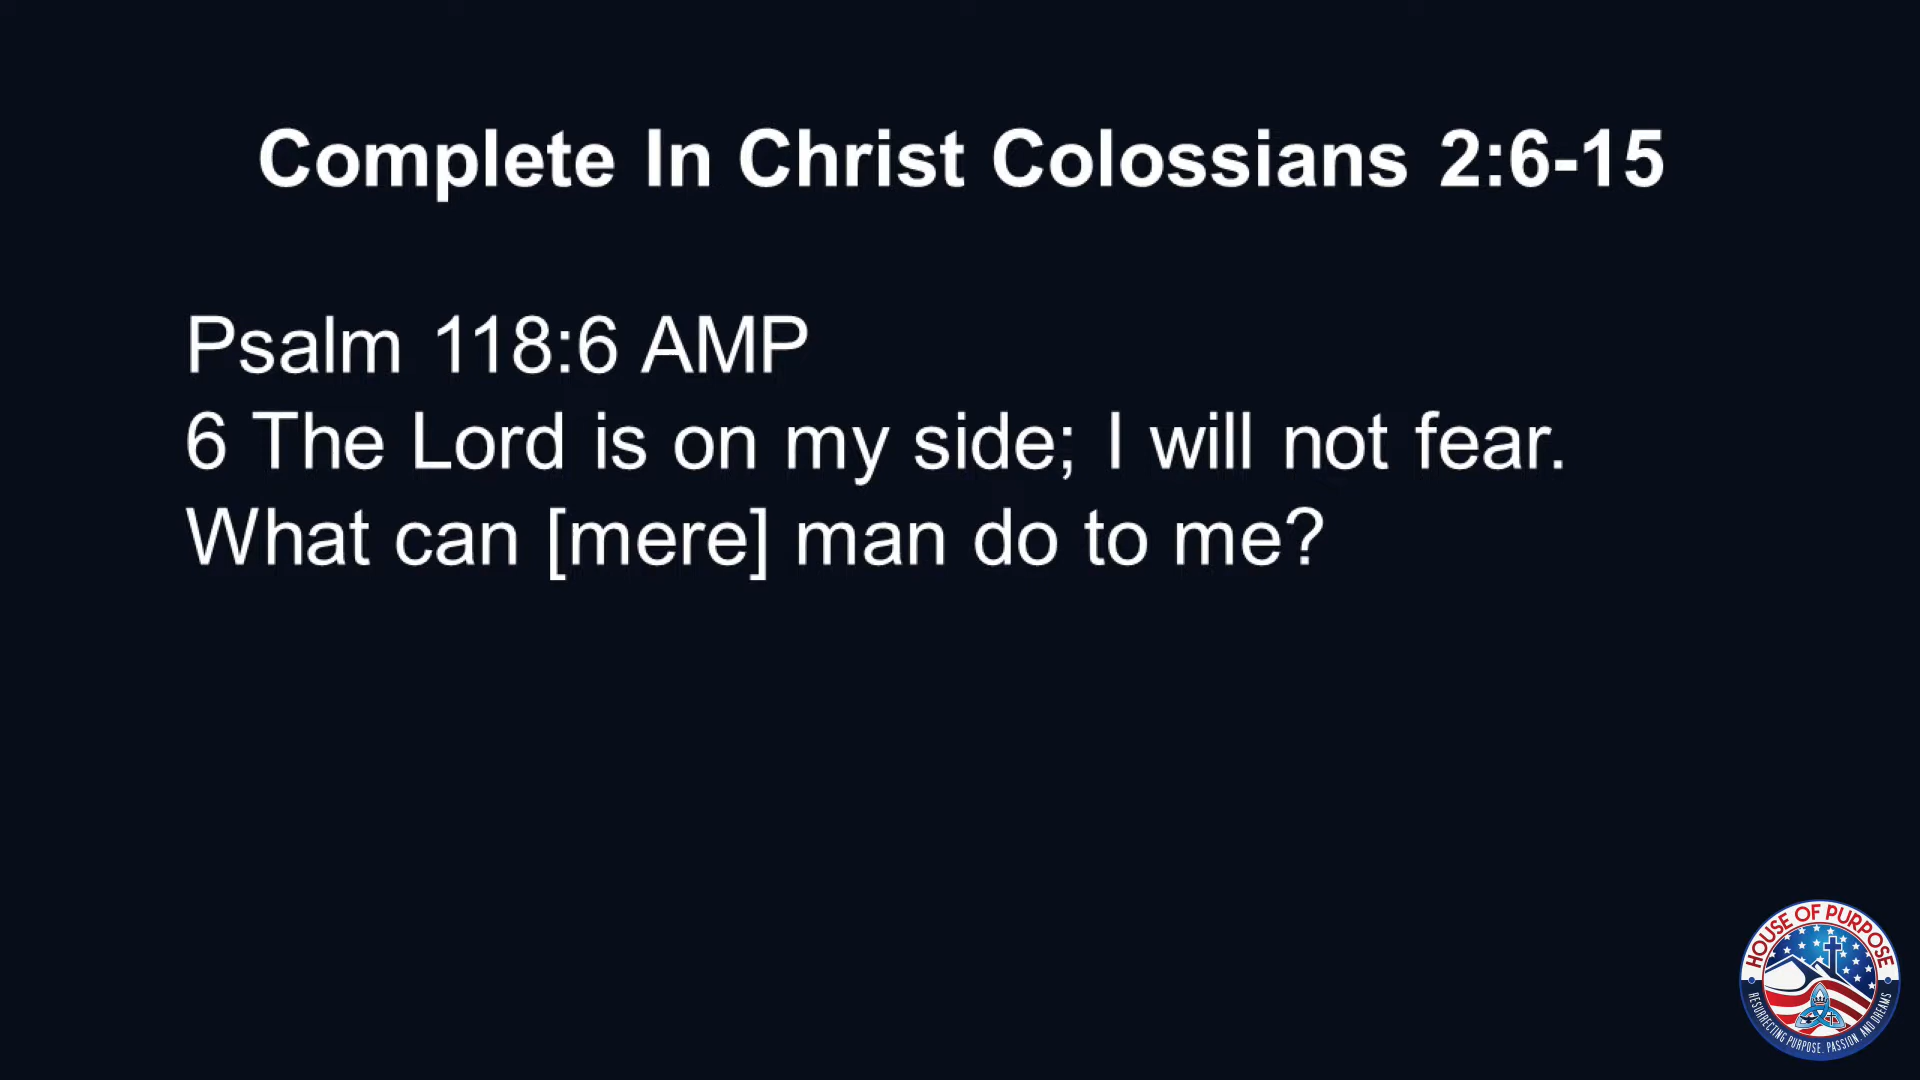 Complete In Christ Colossians 2:6-15
Psalm 118:6 AMP
6 The Lord is on my side; I will not fear.
What can [mere] man do to me?
HOUSE OF PURPOSE
RESURRECTING PURPOSE, PASSION, AND DREAMS